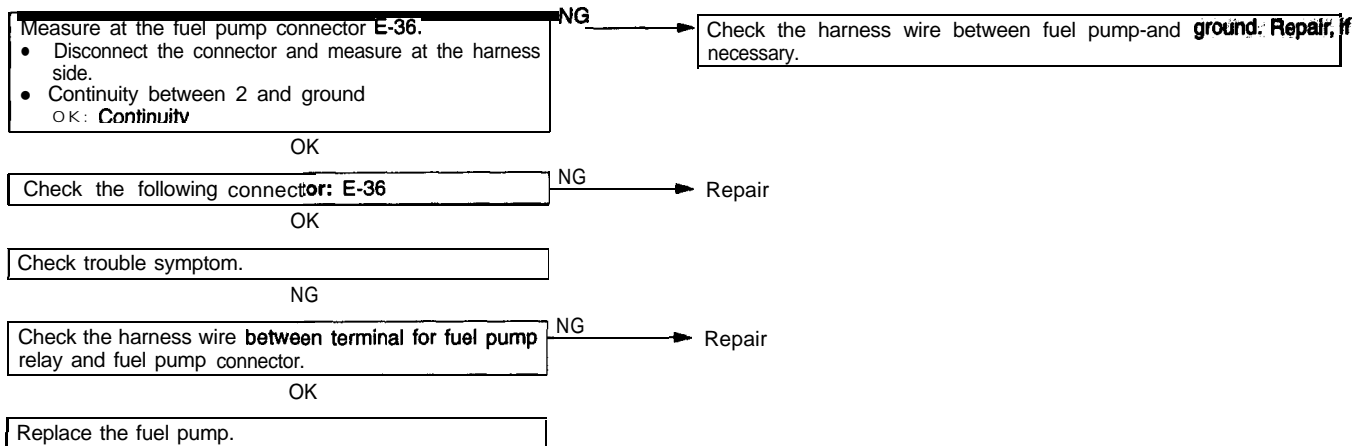 Measure at the fuel pump connector E-36.
● Disconnect the connector and measure at the harness
side.
● Continuity between 2 and ground
OK: Continuity
NG
Check the harness wire between fuel pump-and ground. Repair, if
necessary.
OK
Check the following connector: E-36
NG
Repair
OK
Check trouble symptom.
NG
Check the harness wire between terminal for fuel pump
relay and fuel pump connector.
NG
Repair
OK
Replace the fuel pump.